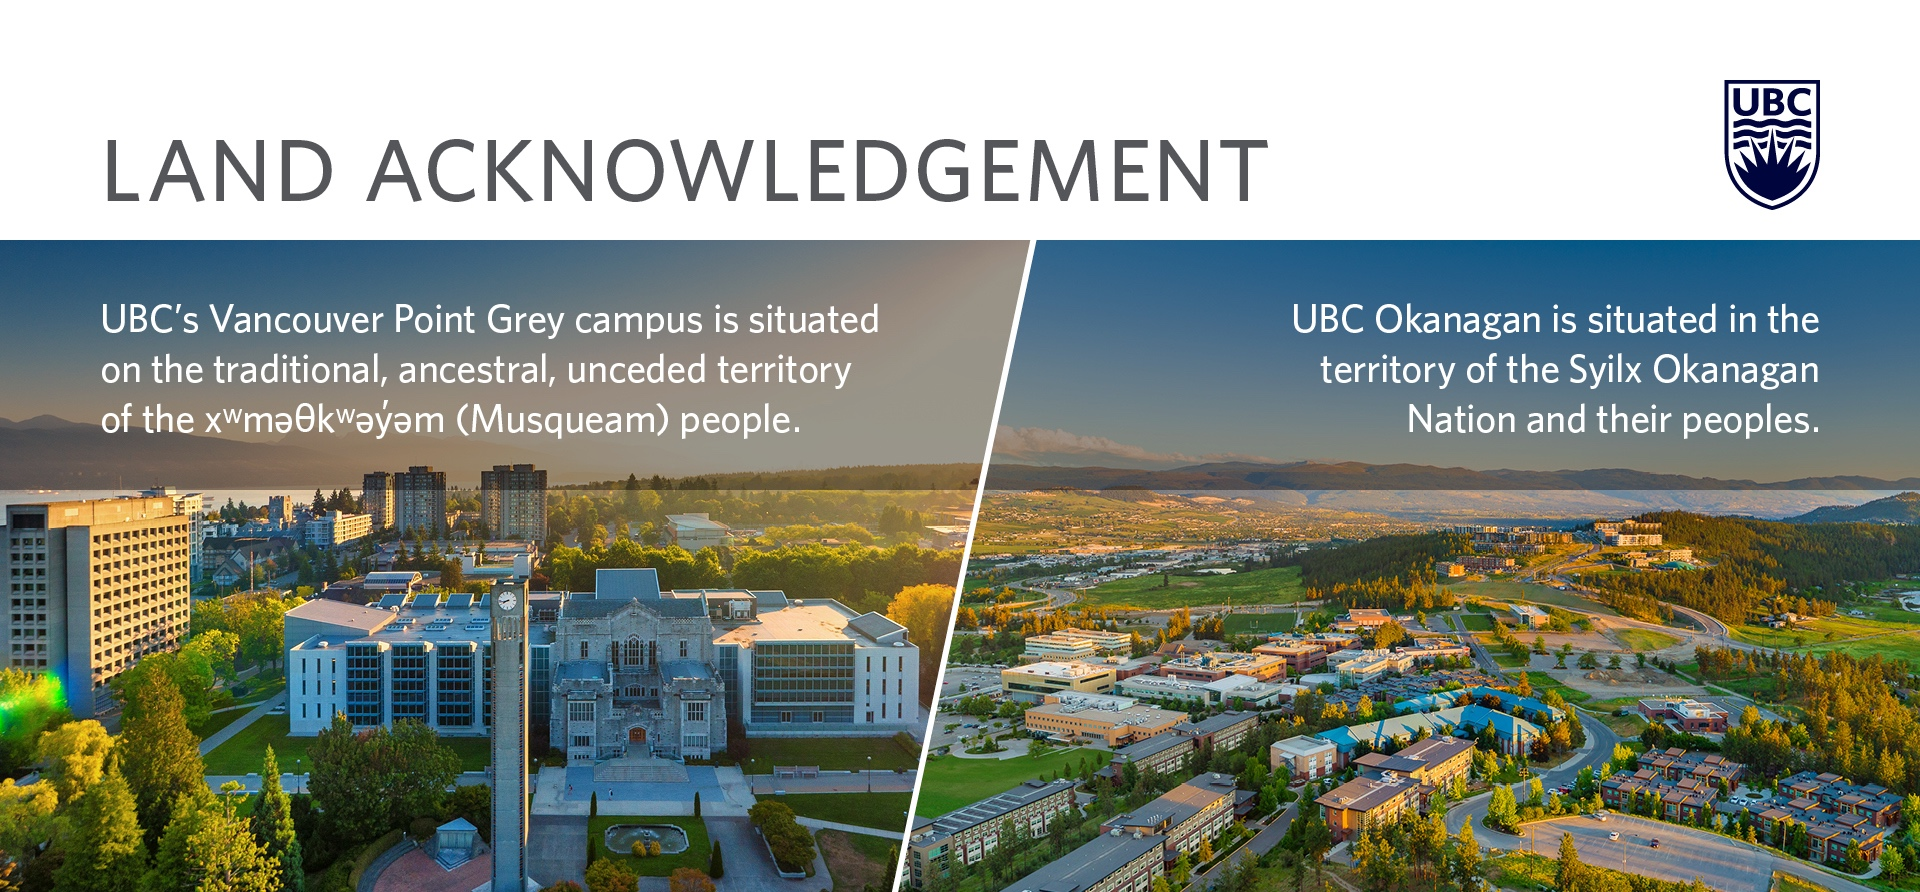 LAND ACKNOWLEDGEMENT
UBC
UBC’s Vancouver Point Grey campus is situated
on the traditional, ancestral, unceded territory
of the xʷməθkʷəy̓əm (Musqueam) people.
UBC Okanagan is situated in the
territory of the Syilx Okanagan
Nation and their peoples.